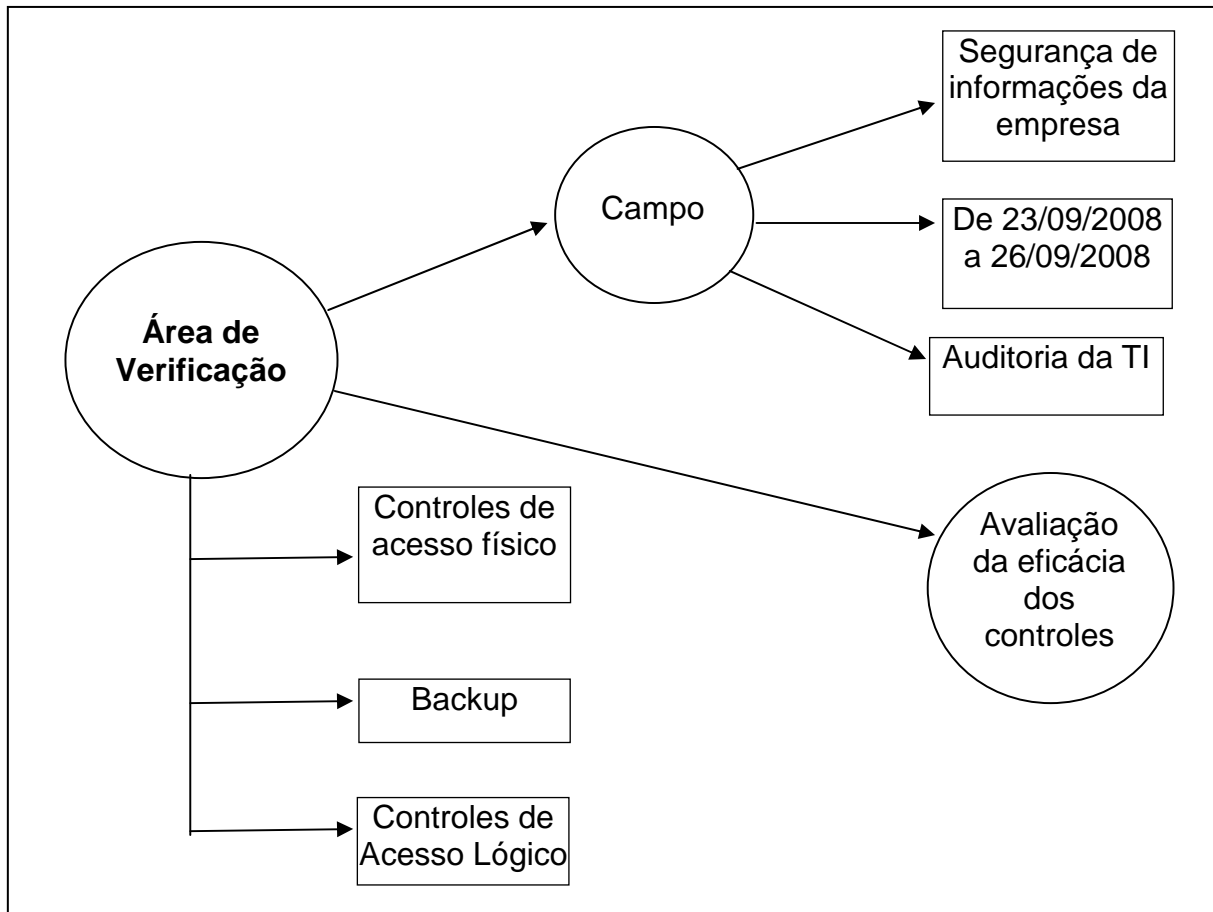 Segurança de
informações da
empresa
Campo
De 23/09/2008
a 26/09/2008
Área de
Verificação
Auditoria da TI
Controles de
acesso físico
Avaliação
da eficácia
dos
controles
Backup
Controles de
Acesso Lógico